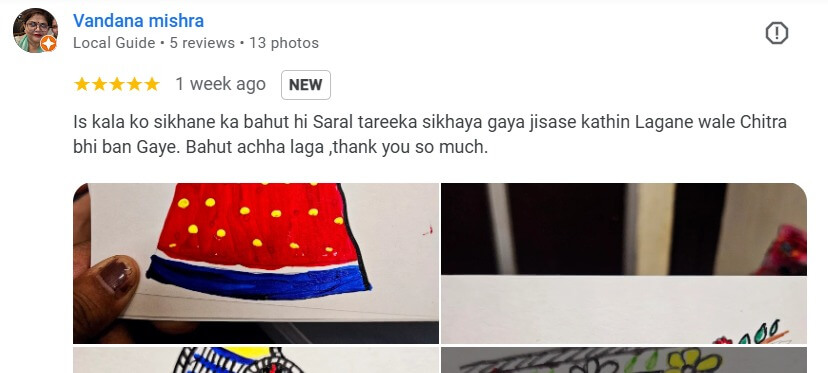 Vandana mishra
Local Guide • 5 reviews • 13 photos
1 week ago NEW
Is kala ko sikhane ka bahut hi Saral tareeka sikhaya gaya jisase kathin Lagane wale Chitra
bhi ban Gaye. Bahut achha laga ,thank you so much.